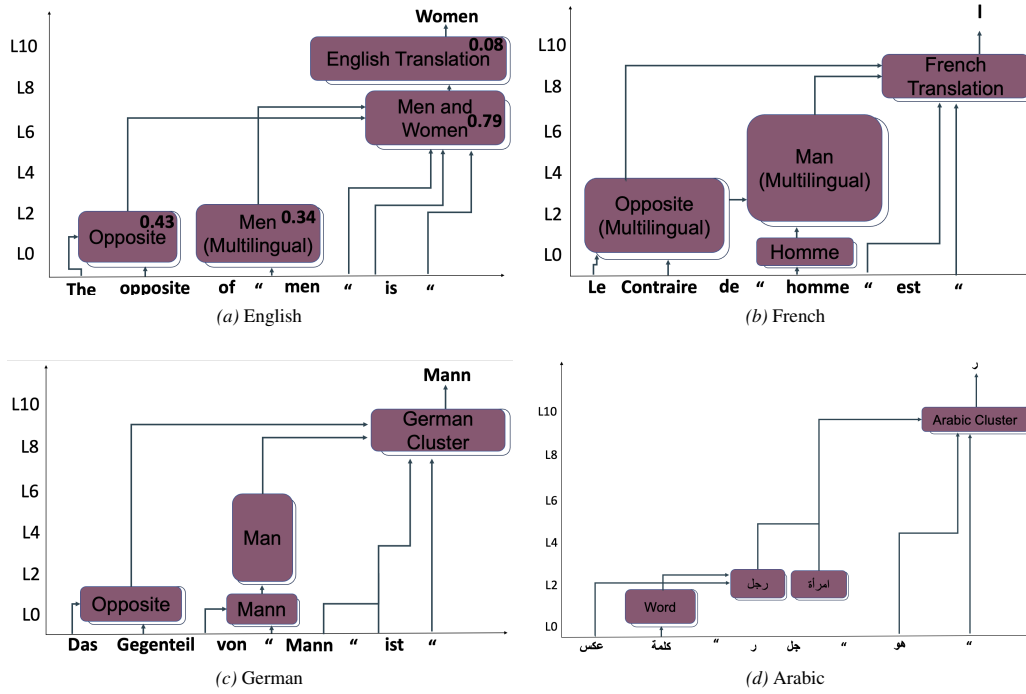 Women
L10
English Translation
0.08
L8
Men and
Women
0.79
L6
L4
L2
Opposite
0.43
Men
(Multilingual)
0.34
L0
The opposite of “ men “ is “
(a) English
I
L10
French
Translation
L8
L6
Man
(Multilingual)
L4
Opposite
(Multilingual)
L2
Homme
L0
Le Contraire de “ homme “ est “
(b) French
Mann
L10
German
Cluster
L8
L6
Man
L4
L2
Opposite
Mann
L0
Das Gegenteil von “ Mann “ ist “
(c) German
ر
L10
Arabic Cluster
L8
L6
L4
L2
رجل
امرأة
Word
L0
عكس كلمة “ ر جل “ هو “
(d) Arabic